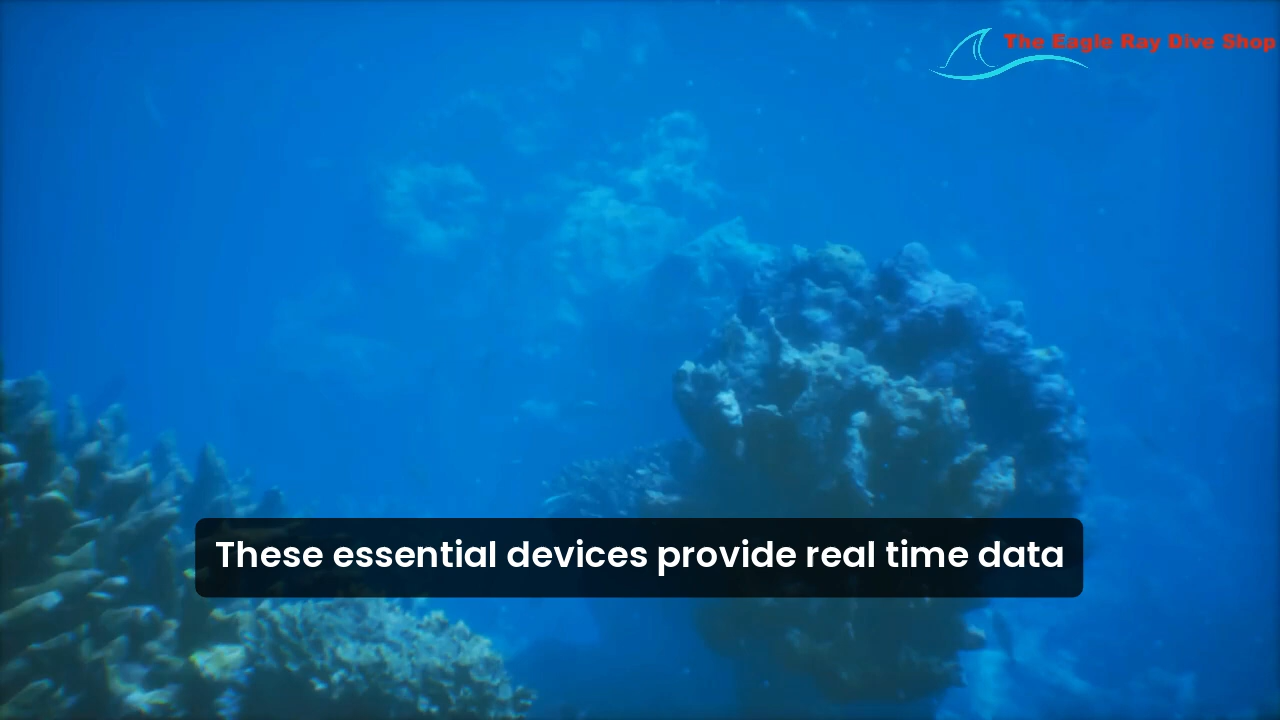 The Eagle Ray Dive Shop
These essential devices provide real time data